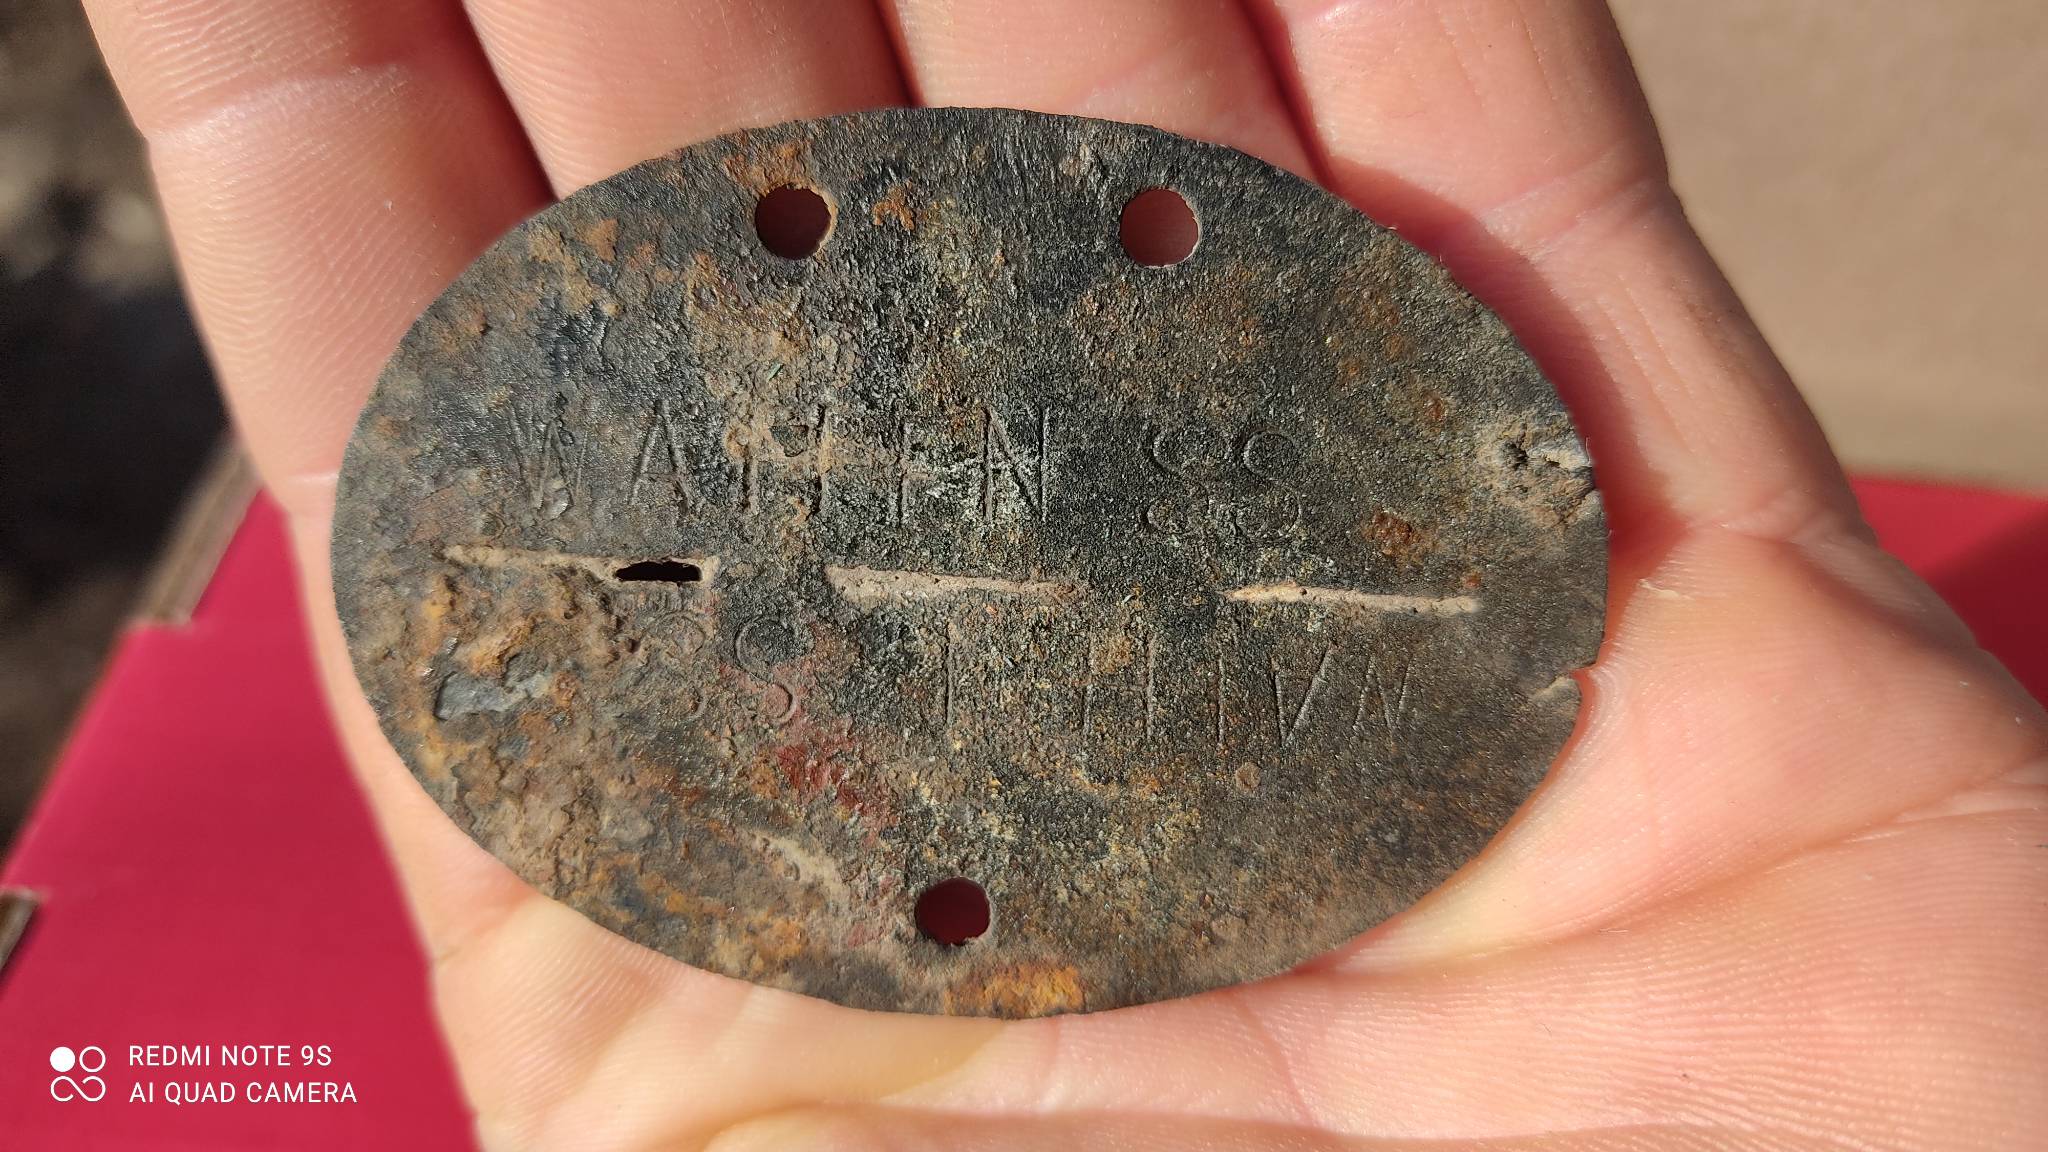 WAFFEN SS
WAFFEN SS
REDMI NOTE 9S
AI QUAD CAMERA